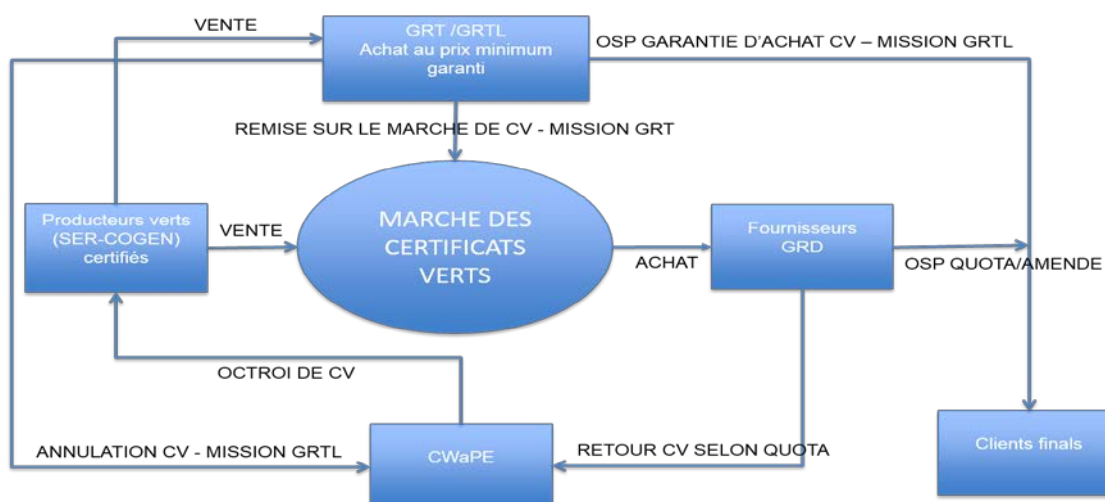 VENTE
GRT /GRTL
Achat au prix minimum
garanti
OSP GARANTIE D'ACHAT CV – MISSION GRTL
REMISE SUR LE MARCHE DE CV - MISSION GRT
Producteurs verts
(SER-COGEN)
certifiés
VENTE
MARCHE DES
CERTIFICATS
VERTS
ACHAT
Fournisseurs
GRD
OSP QUOTA/AMENDE
OCTROI DE CV
ANNULATION CV - MISSION GRTL
CWaPE
RETOUR CV SELON QUOTA
Clients finals